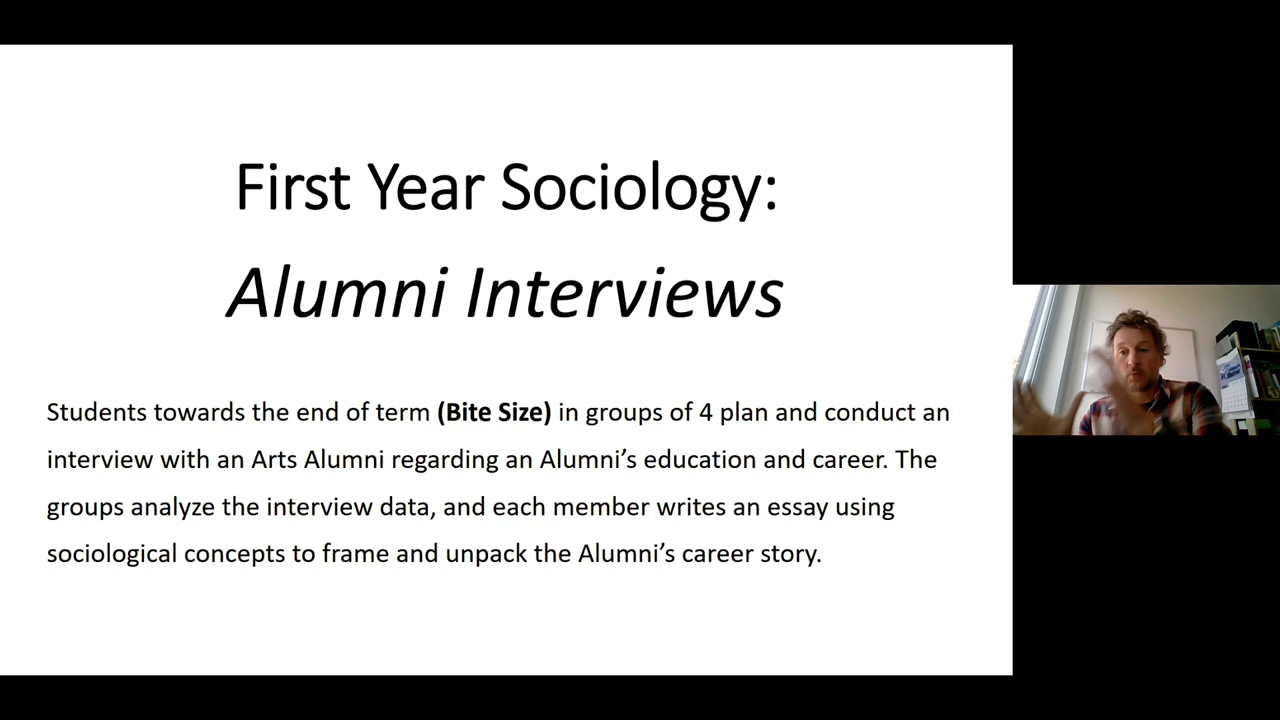 First Year Sociology:
Alumni Interviews
Students towards the end of term (Bite Size) in groups of 4 plan and conduct an
interview with an Arts Alumni regarding an Alumni’s education and career. The
groups analyze the interview data, and each member writes an essay using
sociological concepts to frame and unpack the Alumni’s career story.